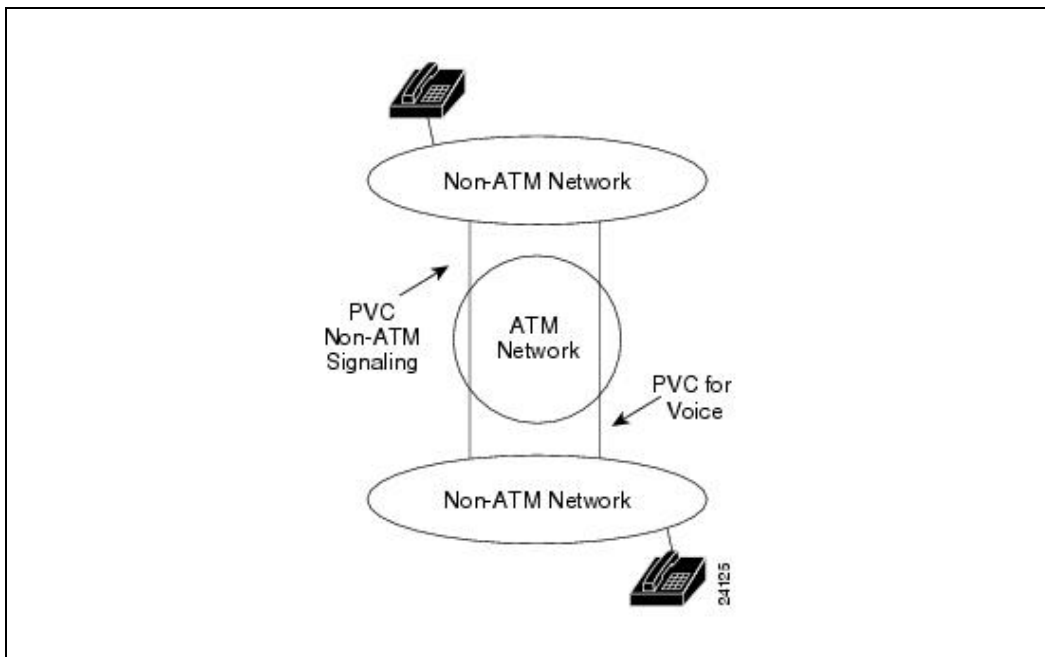 Non-ATM Network
PVC
Non-ATM
Signaling
ATM
Network
PVC for
Voice
Non-ATM Network
24125